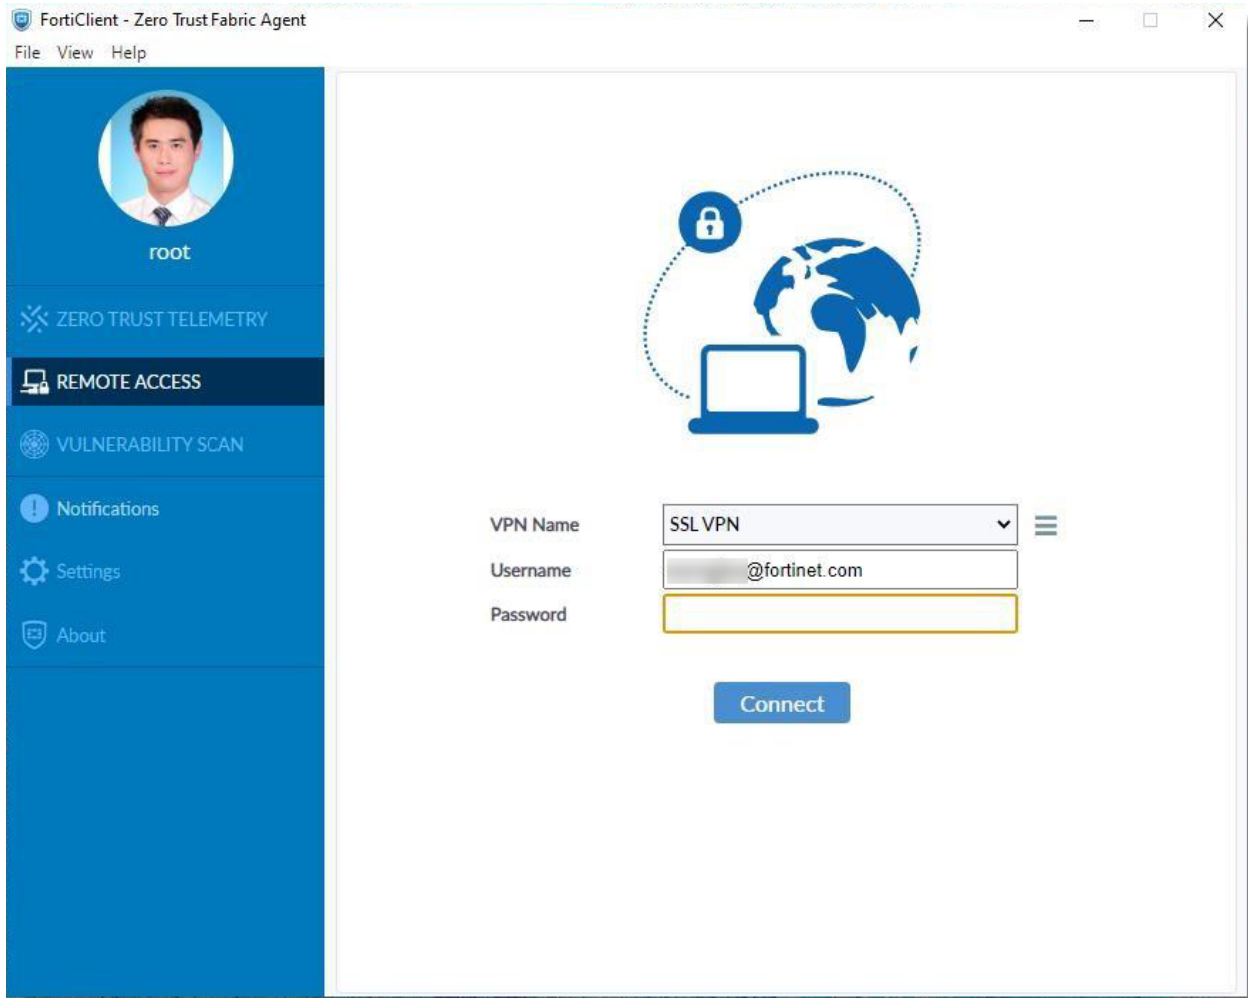 FortiClient - Zero Trust Fabric Agent
File View Help
root
ZERO TRUST TELEMETRY
REMOTE ACCESS
VULNERABILITY SCAN
Notifications
Settings
About
VPN Name SSL VPN
Username @fortinet.com
Password
Connect